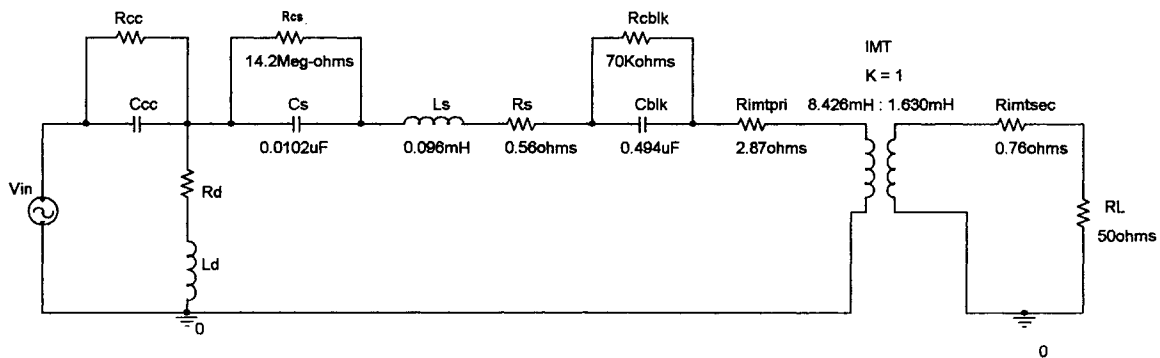 Rcc
Rcs
14.2Meg-ohms
Rcblk
70Kohms
IMT
K = 1
8.426mH : 1.630mH
Ccc
Cs
0.0102uF
Ls
0.096mH
Rs
0.56ohms
Cblk
0.494uF
Rimtpri
2.87ohms
Rimtsec
0.76ohms
Vin
Rd
Ld
RL
50ohms
0
0